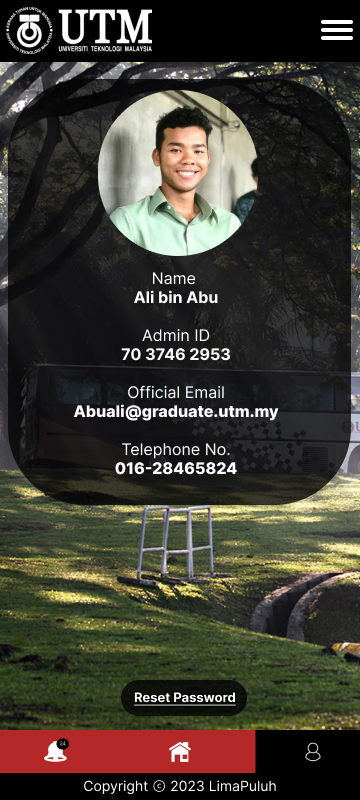 UTM
UNIVERSITI TEKNOLOGI MALAYSIA
Name
Ali bin Abu
Admin ID
70 3746 2953
Official Email
Abuali@graduate.utm.my
Telephone No.
016-28465824
Reset Password
24
Copyright © 2023 LimaPuluh